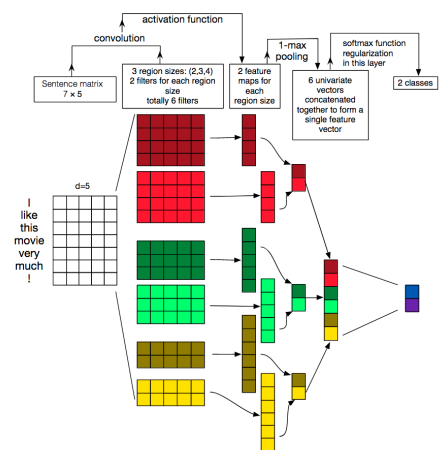 activation function
convolution
1-max
pooling
softmax function
regularization
in this layer
Sentence matrix
7 × 5
3 region sizes: (2,3,4)
2 filters for each region
size
totally 6 filters
2 feature
maps for
each
region size
6 univariate
vectors
concatenated
together to form a
single feature
vector
2 classes
d=5
I
like
this
movie
very
much
!